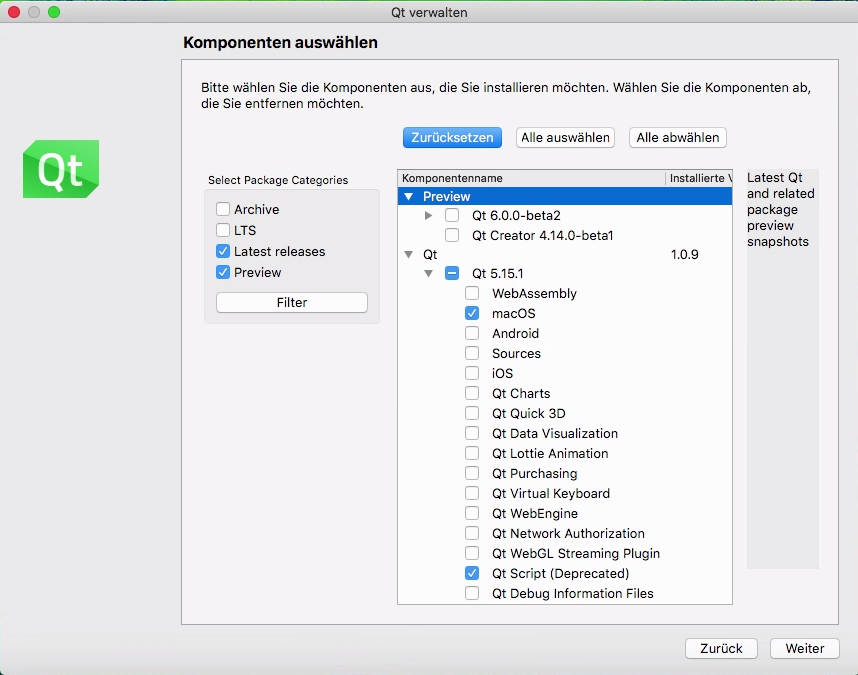 Qt verwalten
Komponenten auswählen
Bitte wählen Sie die Komponenten aus, die Sie installieren möchten. Wählen Sie die Komponenten ab,
die Sie entfernen möchten.
Zurücksetzen
Alle auswählen
Alle abwählen
Qt
Select Package Categories
Archive
LTS
Latest releases
Preview
Filter
Komponentenname
Installierte V
Preview
Qt 6.0.0-beta2
Qt Creator 4.14.0-beta1
Qt 1.0.9
Qt 5.15.1
WebAssembly
macOS
Android
Sources
iOS
Qt Charts
Qt Quick 3D
Qt Data Visualization
Qt Lottie Animation
Qt Purchasing
Qt Virtual Keyboard
Qt WebEngine
Qt Network Authorization
Qt WebGL Streaming Plugin
Qt Script (Deprecated)
Qt Debug Information Files
Latest Qt
and related
package
preview
snapshots
Zurück
Weiter